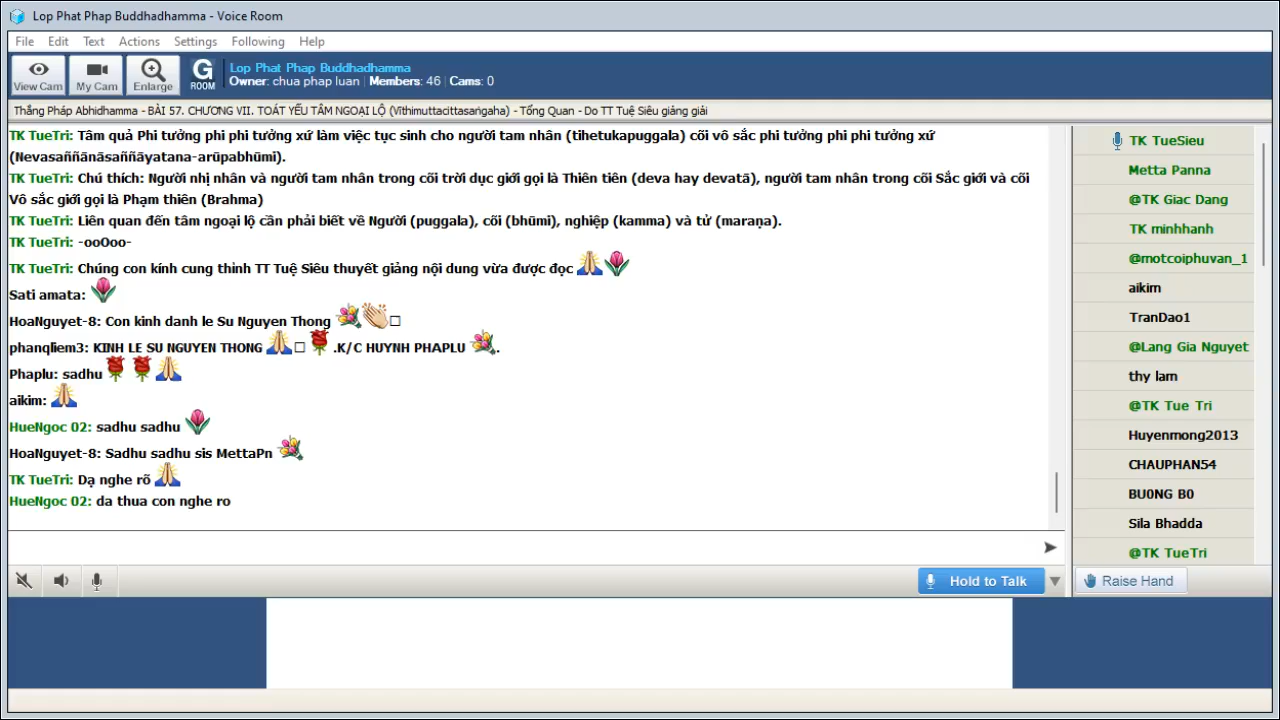 Lop Phat Phap Buddhadhamma - Voice Room
File Edit Text Actions Settings Following Help
View Cam
My Cam
Enlarge
G
ROOM
Lop Phat Phap Buddhadhamma
Owner: chua phap luan | Members: 46 | Cams: 0
Thắng Pháp Abhidhamma - BÀI 57. CHƯƠNG VII. TOÁT YẾU TÂM NGOẠI LỘ (Vīthimuttacittasaṅgaha) - Tổng Quan - Do TT Tuệ Siêu giảng giải
TK TueTri: Tâm quả Phi tưởng phi phi tưởng xứ làm việc tục sinh cho người tam nhân (tihetukapuggala) cõi vô sắc phi tưởng phi phi tưởng xứ
(Nevasaññānāsaññāyatana-arūpabhūmi).
TK TueTri: Chú thích: Người nhị nhân và người tam nhân trong cõi trời dục giới gọi là Thiên tiên (deva hay devatā), người tam nhân trong cõi Sắc giới và cõi
Vô sắc giới gọi là Phạm thiên (Brahma)
TK TueTri: Liên quan đến tâm ngoại lộ cần phải biết về Người (puggala), cõi (bhūmi), nghiệp (kamma) và tử (maraṇa).
TK TueTri: -ooOoo-
TK TueTri: Chúng con kính cung thỉnh TT Tuệ Siêu thuyết giảng nội dung vừa được đọc
Sati amata:
HoaNguyet-8: Con kinh danh le Su Nguyen Thong
phanqliem3: KINH LE SU NGUYEN THONG .K/C HUYNH PHAPLU .
Phaplu: sadhu
aikim:
HueNgoc 02: sadhu sadhu
HoaNguyet-8: Sadhu sadhu sis MettaPn
TK TueTri: Dạ nghe rõ
HueNgoc 02: da thua con nghe ro
TK TueSieu
Metta Panna
@TK Giac Dang
TK minhhanh
@motcoiphuvan_1
aikim
TranDao1
@Lang Gia Nguyet
thy lam
@TK Tue Tri
Huyenmong2013
CHAUPHAN54
BU0NG B0
Sila Bhadda
@TK TueTri
Hold to Talk
Raise Hand